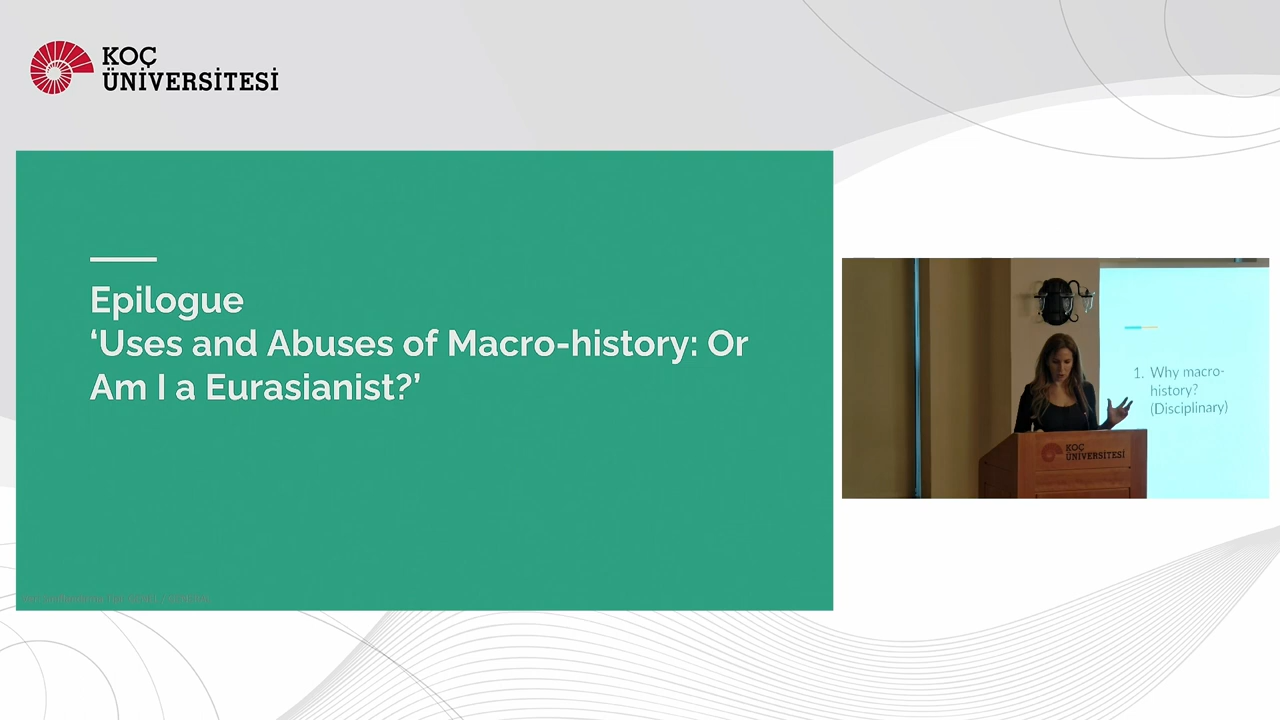 KOÇ
ÜNİVERSİTESİ
Epilogue
‘Uses and Abuses of Macro-history: Or
Am I a Eurasianist?’
1. Why macro-
history?
(Disciplinary)
KOÇ
ÜNİVERSİTESİ